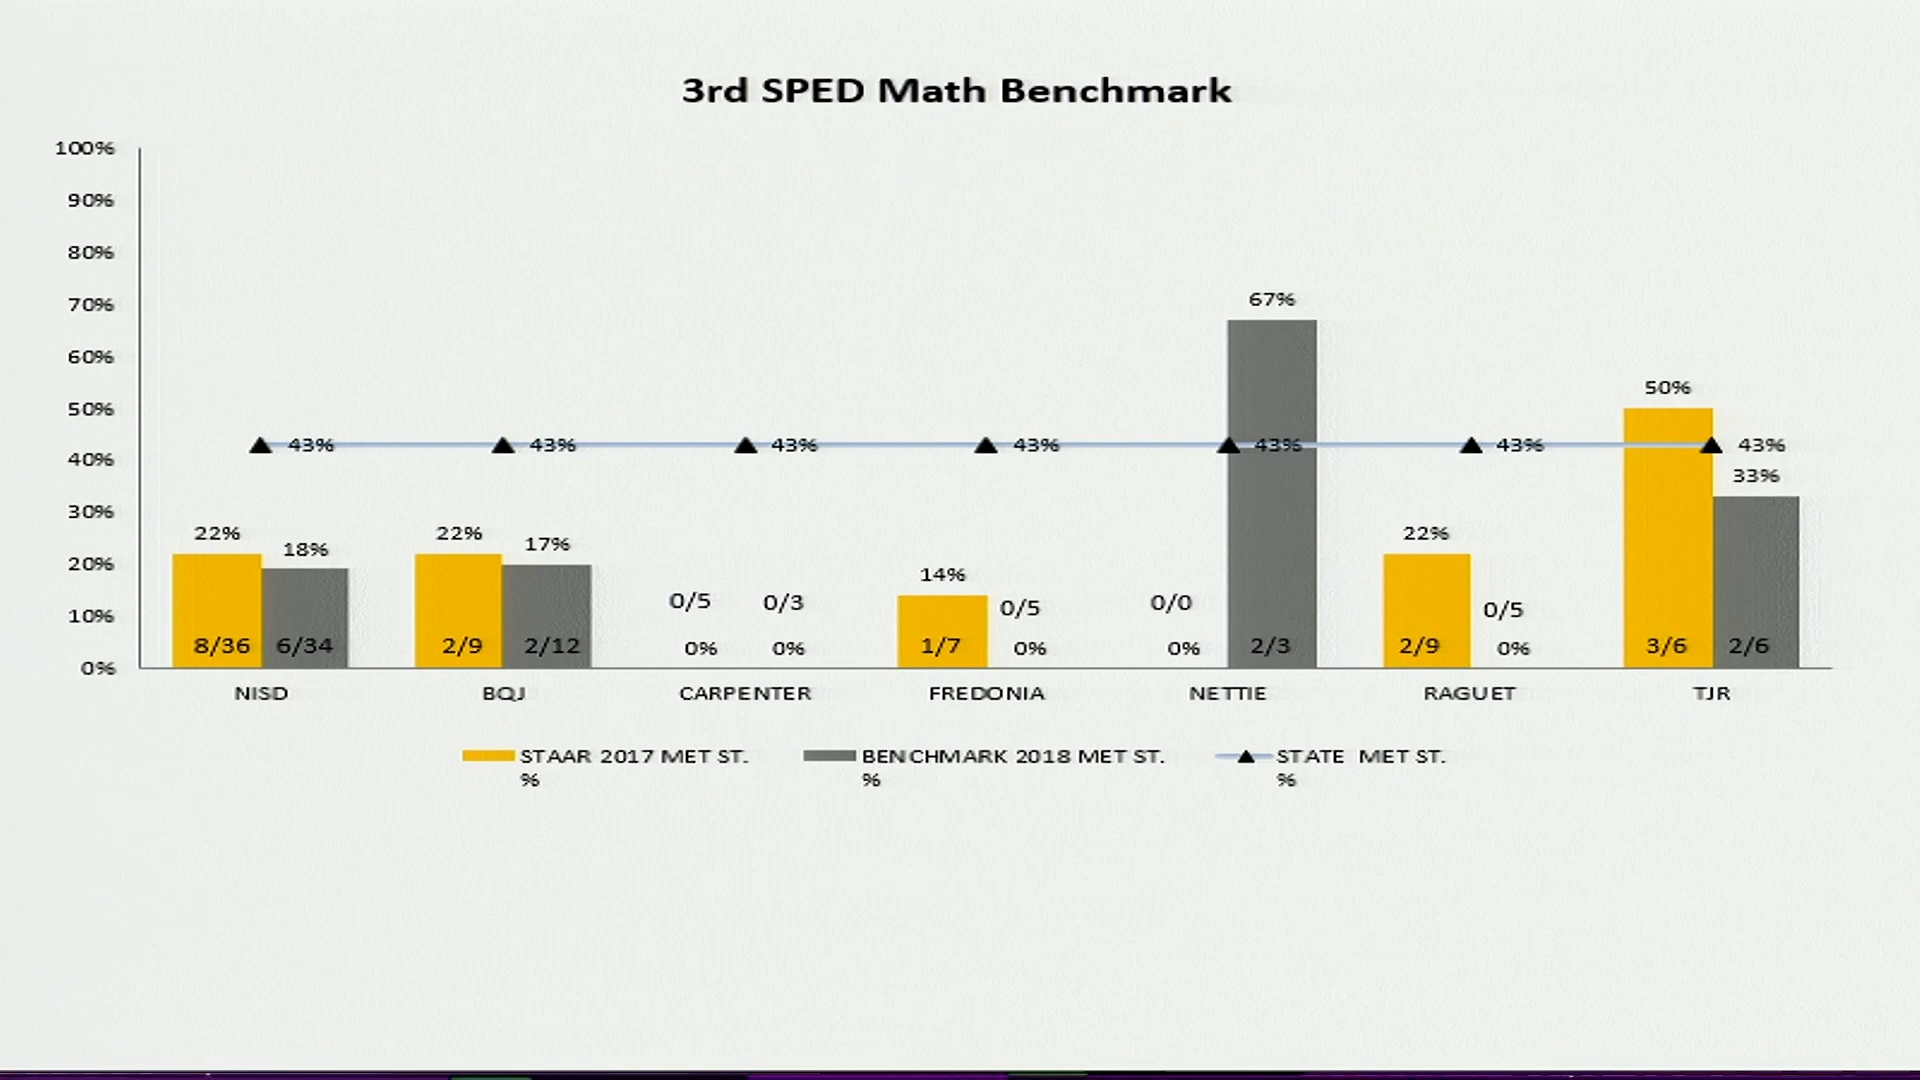 3rd SPED Math Benchmark
100%
90%
80%
70%
60%
50%
40%
30%
20%
10%
0%
67%
50%
43% 43% 43% 43% 43% 43% 43%
33%
22% 18% 22% 17% 22%
14%
0/5 0/3 0/5 0/0 0/5
8/36 6/34 2/9 2/12 0% 0% 1/7 0% 0% 2/3 2/9 0% 3/6 2/6
NISD BQJ CARPENTER FREDONIA NETTIE RAGUET TJR
STAAR 2017 MET ST. %
BENCHMARK 2018 MET ST. %
STATE MET ST. %